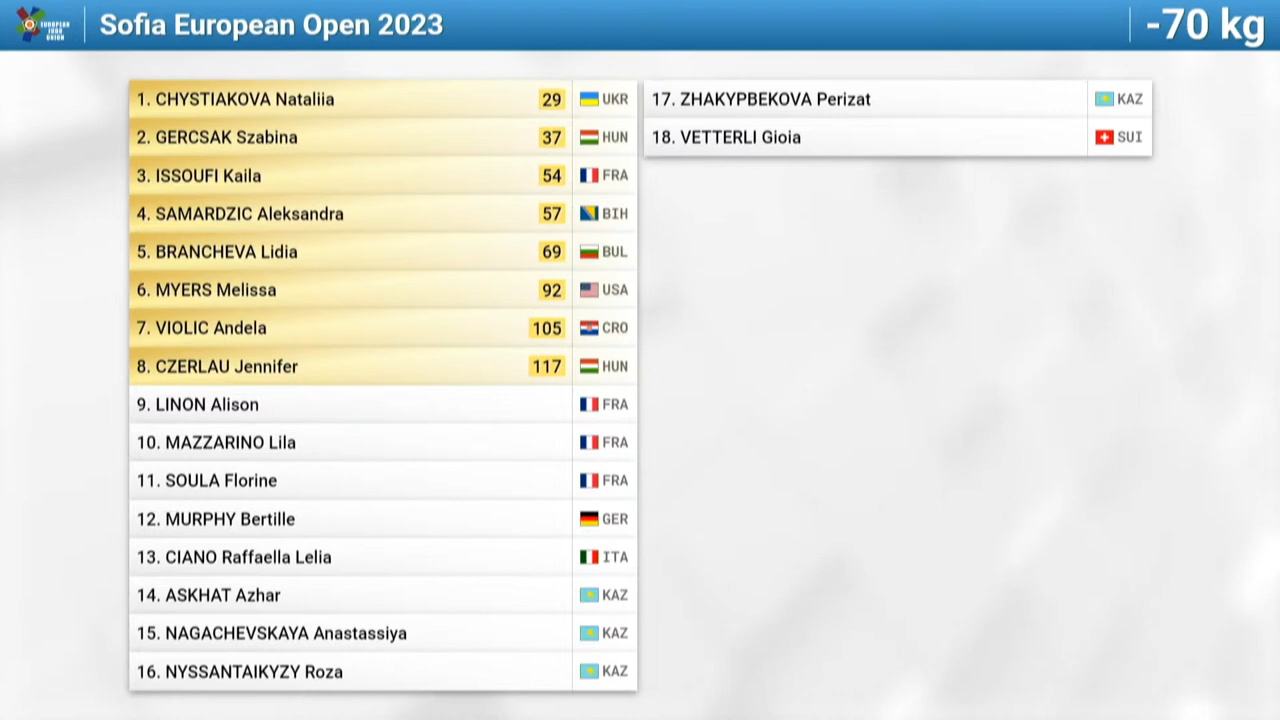 EUROPEAN
JUDO
UNION
Sofia European Open 2023
-70 kg
1. CHYSTIAKOVA Nataliia 29 UKR
2. GERCSAK Szabina 37 HUN
3. ISSOUFI Kaila 54 FRA
4. SAMARDZIC Aleksandra 57 BIH
5. BRANCHEVA Lidia 69 BUL
6. MYERS Melissa 92 USA
7. VIOLIC Andela 105 CRO
8. CZERLAU Jennifer 117 HUN
9. LINON Alison FRA
10. MAZZARINO Lila FRA
11. SOULA Florine FRA
12. MURPHY Bertille GER
13. CIANO Raffaella Lelia ITA
14. ASKHAT Azhar KAZ
15. NAGACHEVSKAYA Anastassiya KAZ
16. NYSSANTAIKYZY Roza KAZ
17. ZHAKYPBEKOVA Perizat KAZ
18. VETTERLI Gioia SUI